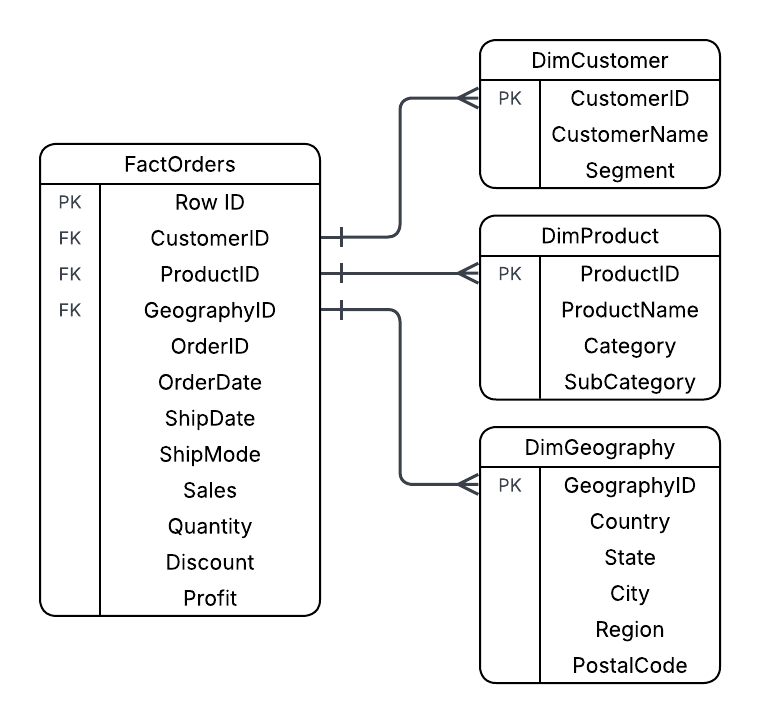 FactOrders
PK Row ID
FK CustomerID
FK ProductID
FK GeographyID
OrderID
OrderDate
ShipDate
ShipMode
Sales
Quantity
Discount
Profit
DimCustomer
PK CustomerID
CustomerName
Segment
DimProduct
PK ProductID
ProductName
Category
SubCategory
DimGeography
PK GeographyID
Country
State
City
Region
PostalCode